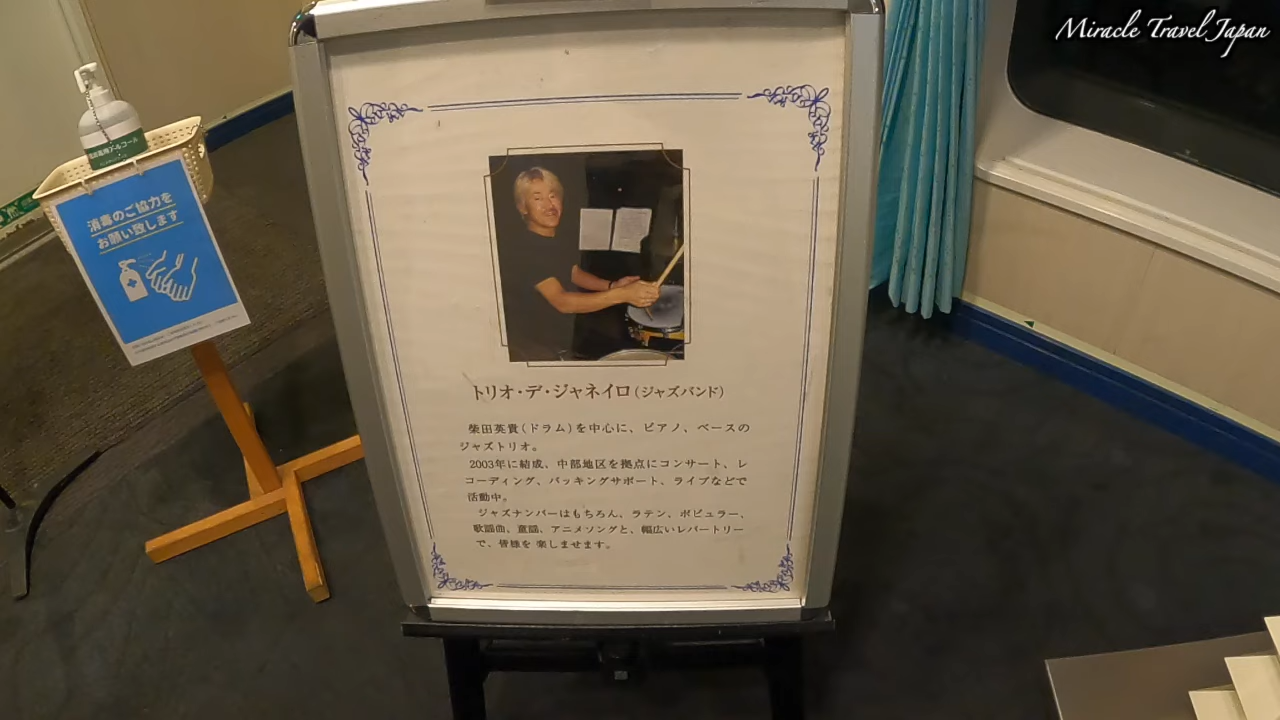 Miracle Travel Japan
消毒のご協力を
お願い致します
トリオ・デ・ジャネイロ(ジャズバンド)
柴田英貴(ドラム)を中心に、ピアノ、ベースの
ジャズトリオ。
2003年に結成、中部地区を拠点にコンサート、レ
コーディング、バッキングサポート、ライブなどで
活動中。
ジャズナンバーはもちろん、ラテン、ポピュラー、
歌謡曲、童謡、アニメソングと、幅広いレパートリー
で、皆様を楽しませます。